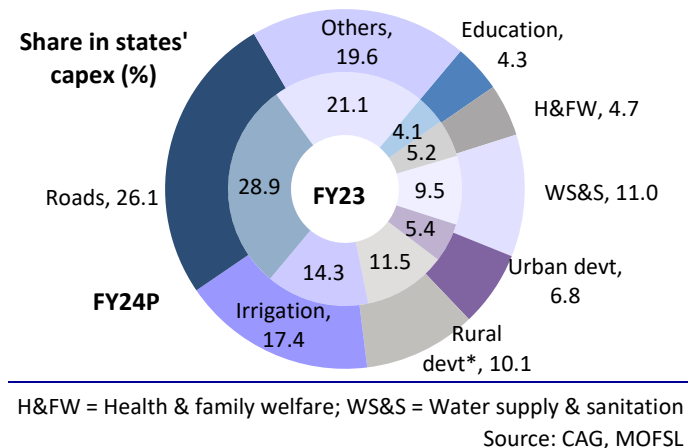 Share in states'
capex (%)
Others,
19.6
Education,
4.3
H&FW, 4.7
WS&S, 11.0
Urban devt,
6.8
Rural
devt*, 10.1
Irrigation,
17.4
Roads, 26.1
FY24P
21.1
4.1
5.2
9.5
5.4
11.5
14.3
28.9
FY23
H&FW = Health & family welfare; WS&S = Water supply & sanitation
Source: CAG, MOFSL